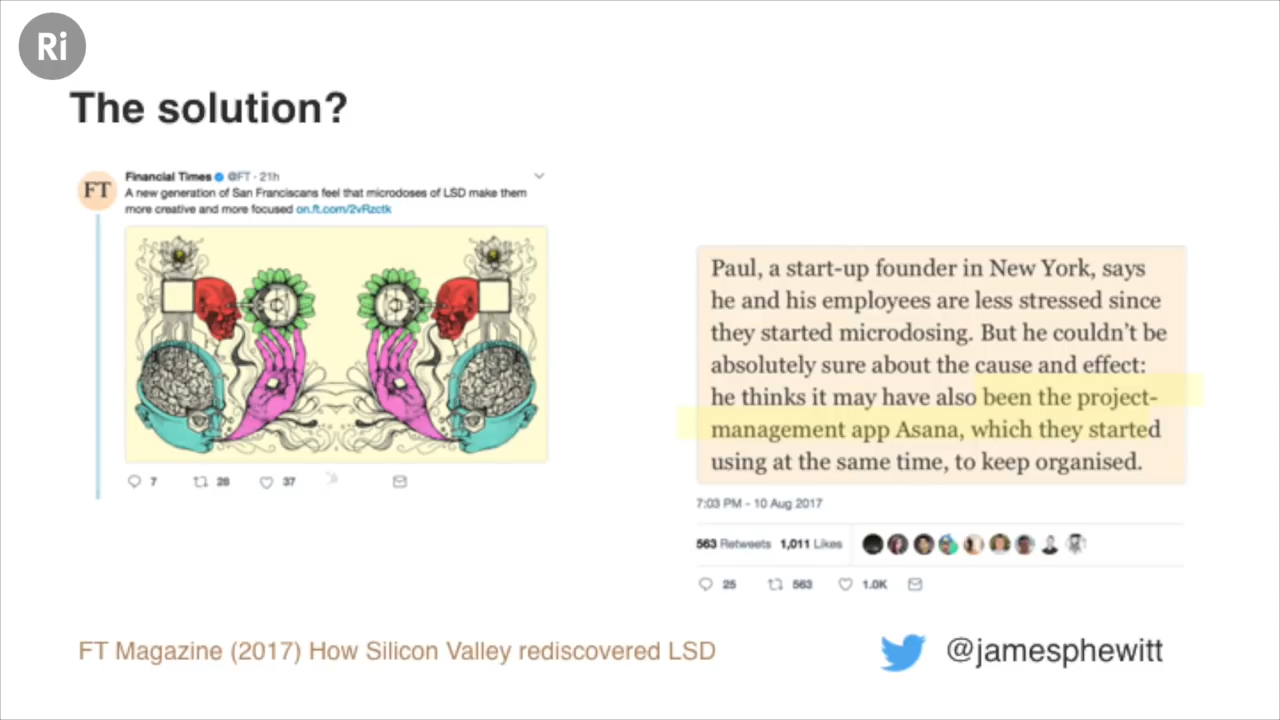 Ri
The solution?
FT
Financial Times @FT · 21h
A new generation of San Franciscans feel that microdoses of LSD make them
more creative and more focused on.ft.com/2vRzctk
7 28 37
Paul, a start-up founder in New York, says
he and his employees are less stressed since
they started microdosing. But he couldn't be
absolutely sure about the cause and effect:
he thinks it may have also been the project-
management app Asana, which they started
using at the same time, to keep organised.
7:03 PM - 10 Aug 2017
563 Retweets 1,011 Likes
25 563 1.0K
FT Magazine (2017) How Silicon Valley rediscovered LSD
@jamesphewitt